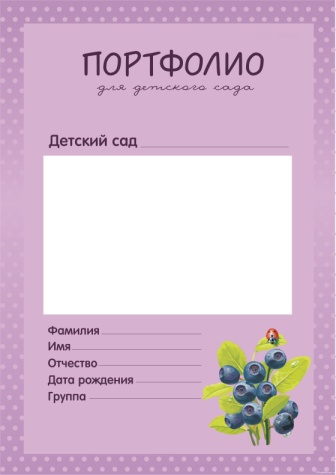 ПОРТФОЛИО
для детского сада
Детский сад
Фамилия
Имя
Отчество
Дата рождения
Группа